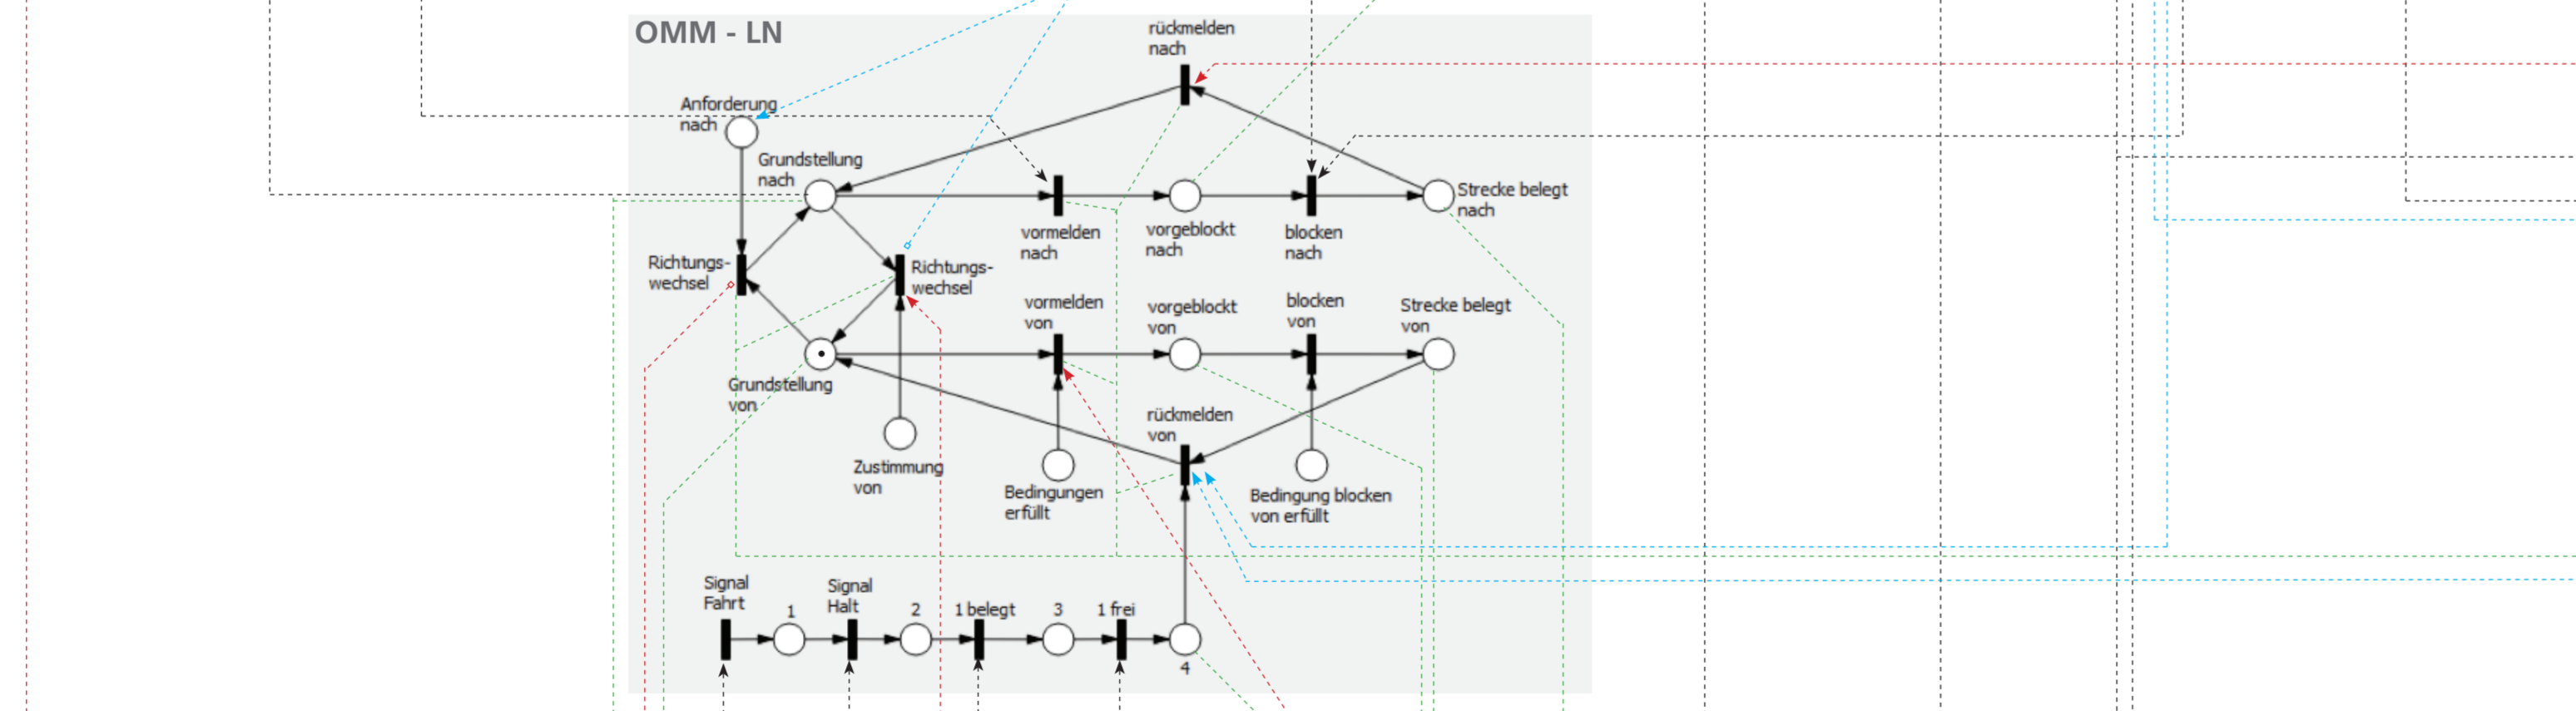 OMM - LN
rückmelden
nach
Anforderung
nach
Grundstellung
nach
Strecke belegt
nach
vormelden
nach
vorgeblockt
nach
blocken
nach
Richtungs-
wechsel
Richtungs-
wechsel
vormelden
von
vorgeblockt
von
blocken
von
Strecke belegt
von
Grundstellung
von
rückmelden
von
Zustimmung
von
Bedingungen
erfüllt
Bedingung blocken
von erfüllt
Signal
Fahrt
1
Signal
Halt
2
1 belegt
3
1 frei
4